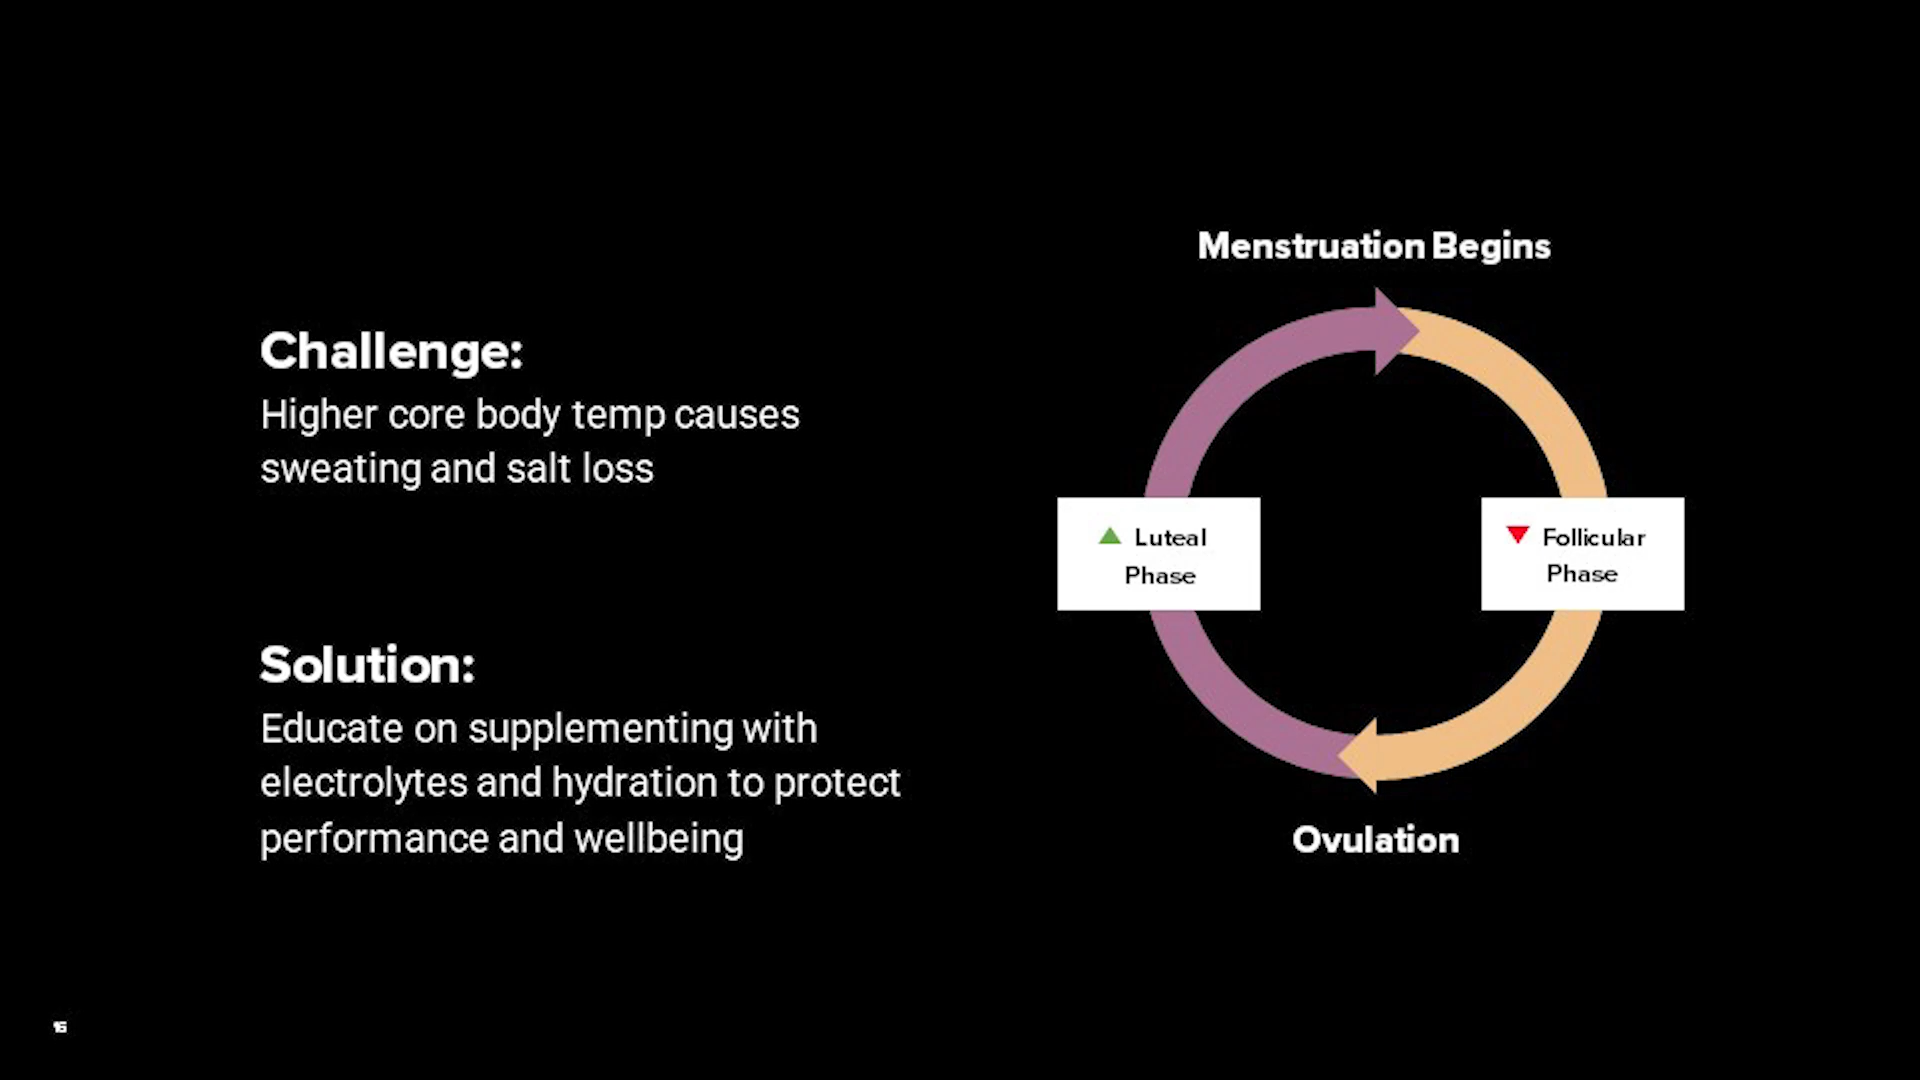 Menstruation Begins
Challenge:
Higher core body temp causes
sweating and salt loss
Luteal
Phase
Follicular
Phase
Solution:
Educate on supplementing with
electrolytes and hydration to protect
performance and wellbeing
Ovulation